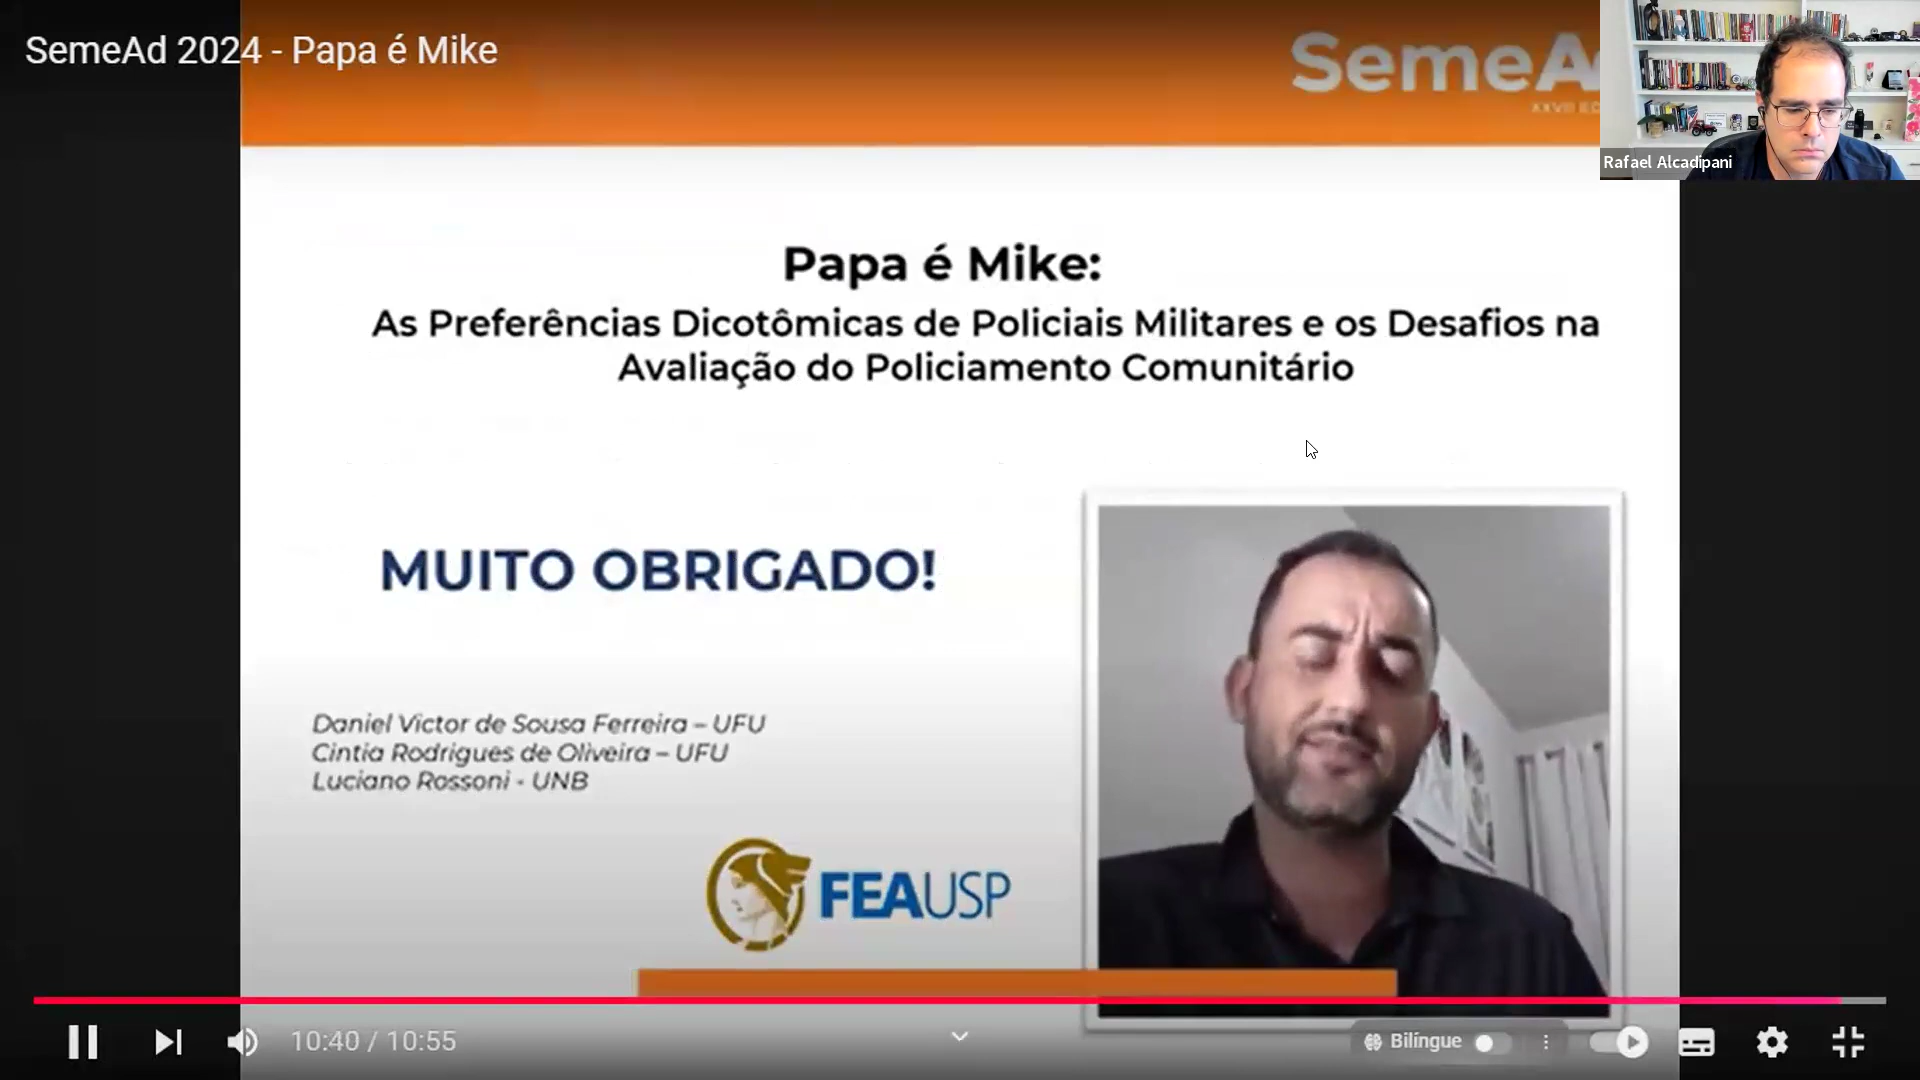 SemeAd 2024 - Papa é Mike
SemeA
Rafael Alcadipani
Papa é Mike:
As Preferências Dicotômicas de Policiais Militares e os Desafios na
Avaliação do Policiamento Comunitário
MUITO OBRIGADO!
Daniel Victor de Sousa Ferreira – UFU
Cintia Rodrigues de Oliveira – UFU
Luciano Rossoni - UNB
FEAUSP
10:40 / 10:55
Bilíngue